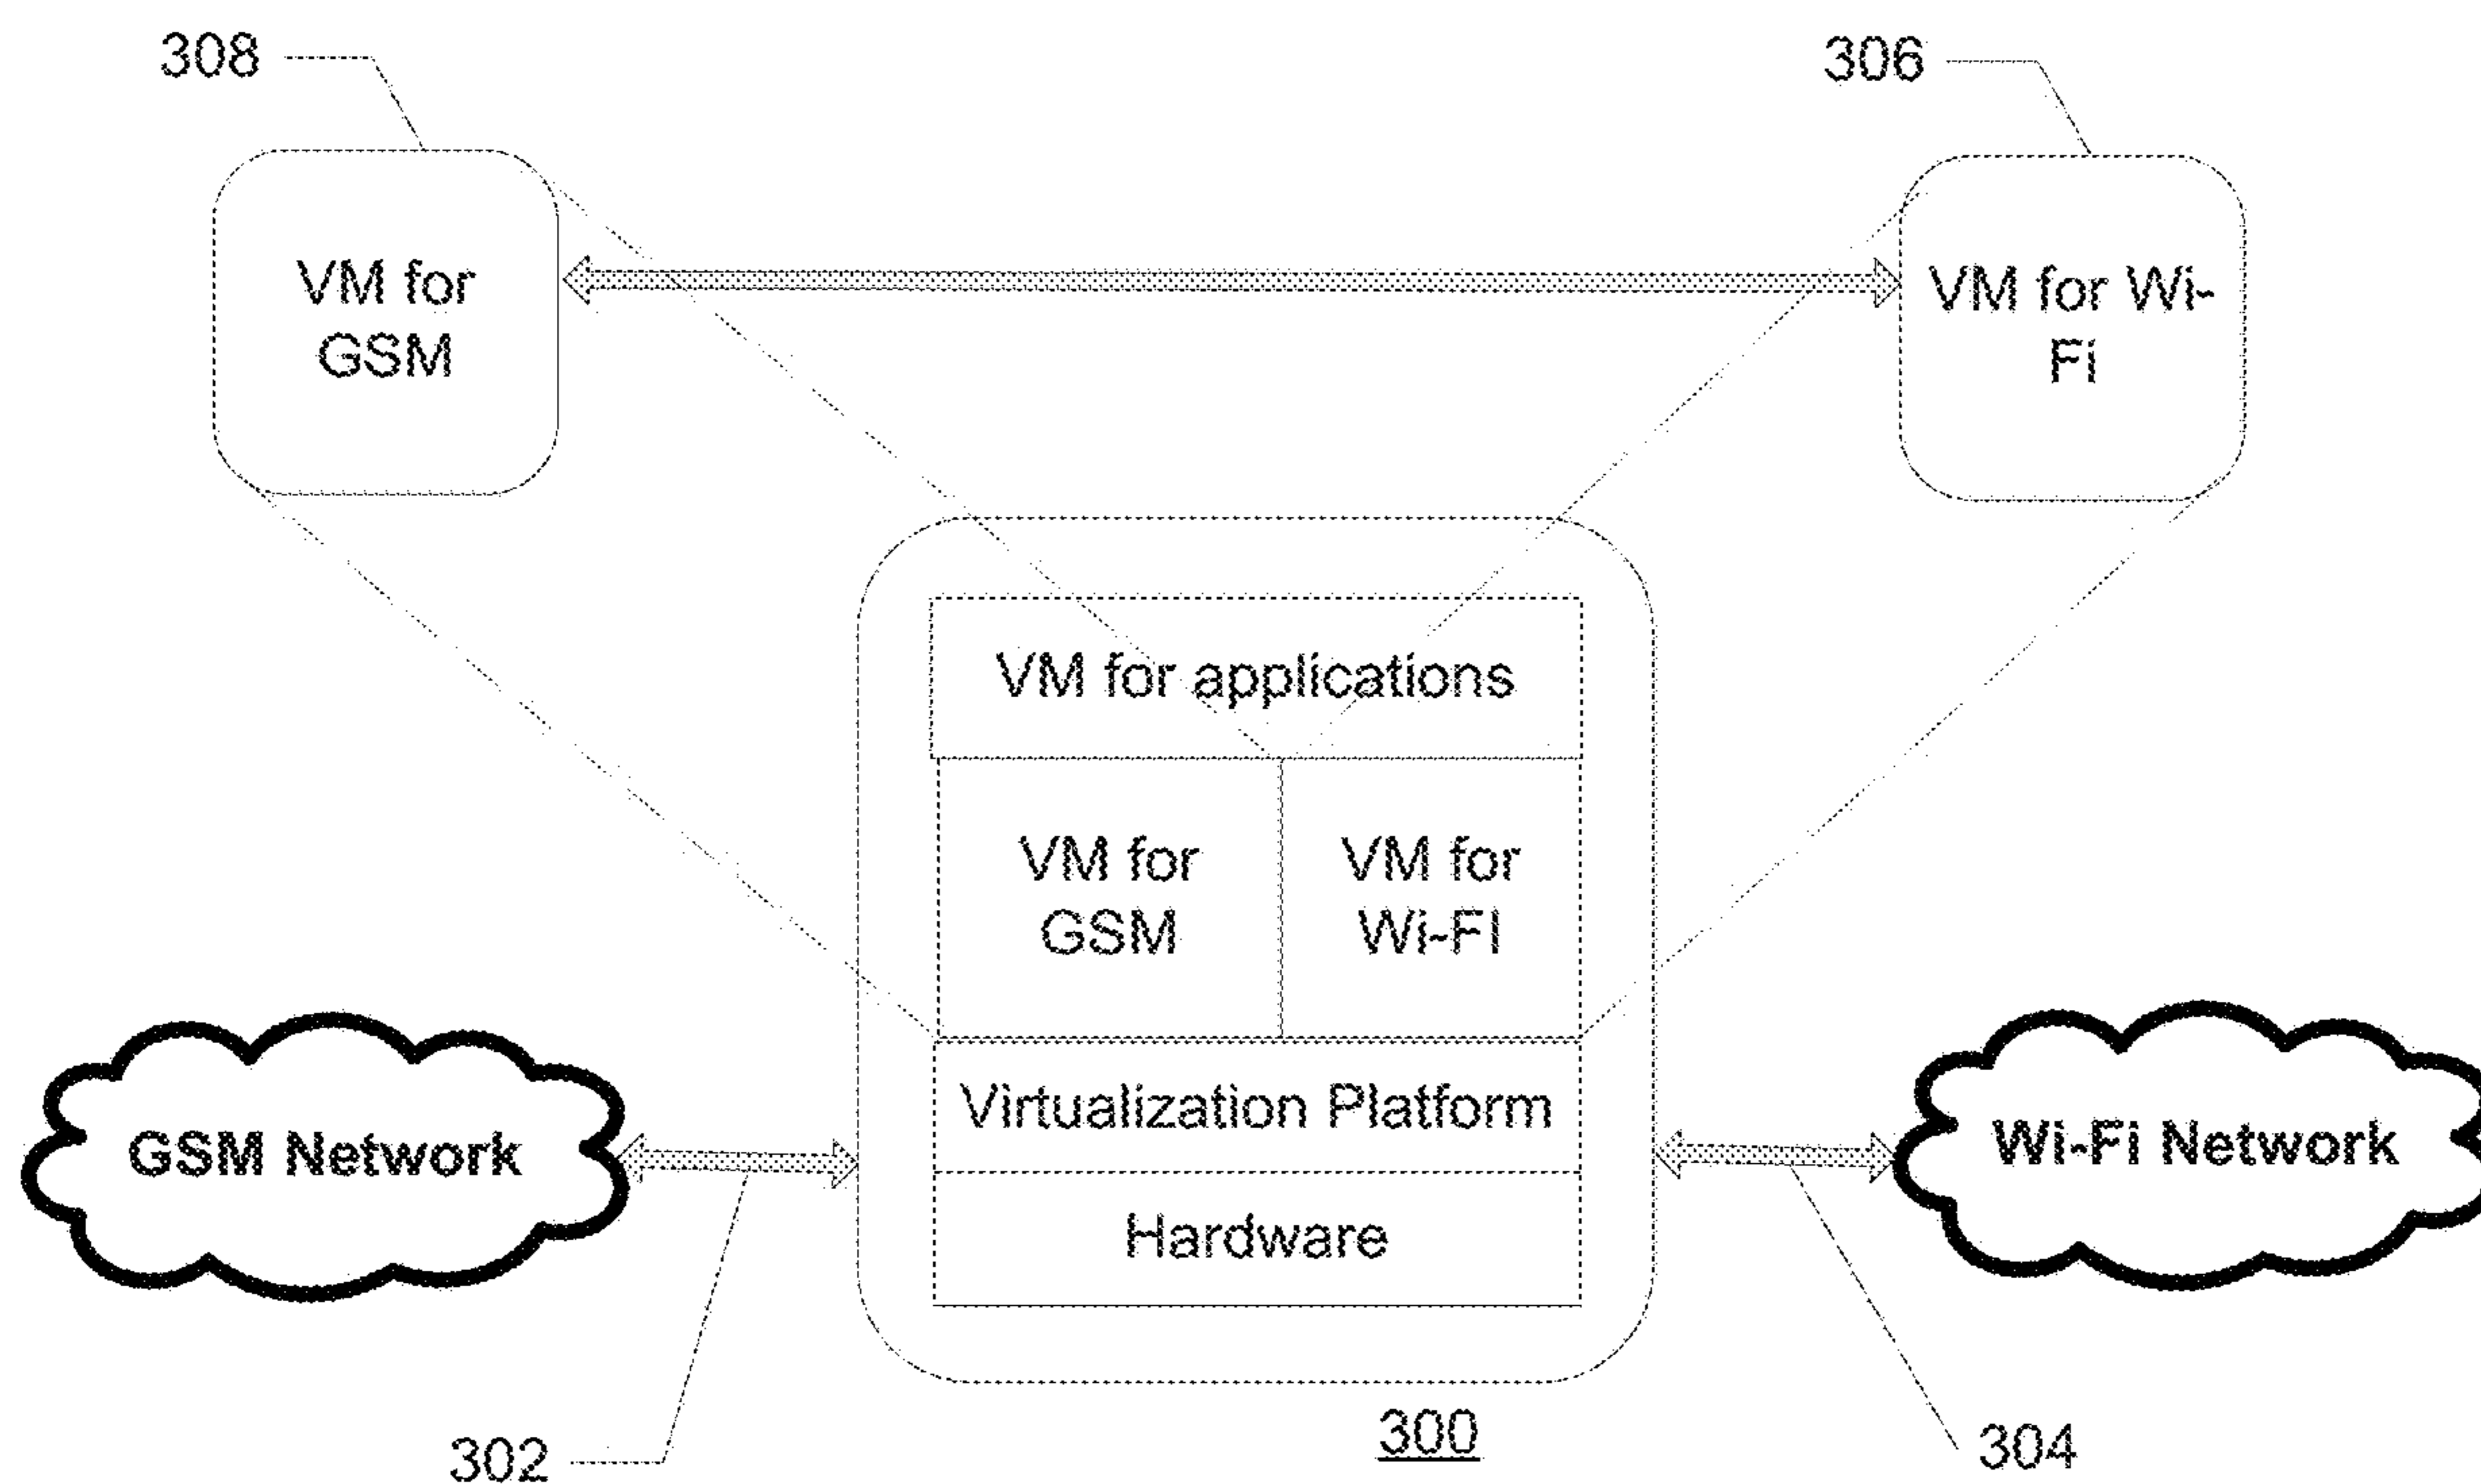 308
306
VM for
GSM
VM for Wi-
Fi
VM for applications
VM for
GSM
VM for
Wi-FI
Virtualization Platform
GSM Network
Wi-Fi Network
Hardware
300
302
304